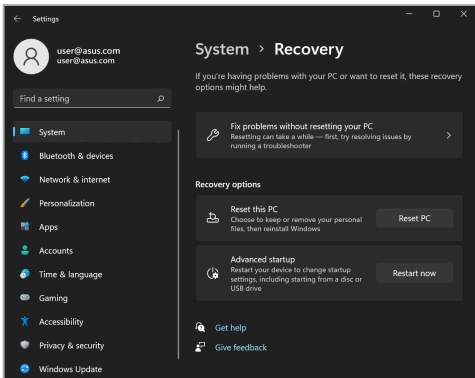 Settings
user@asus.com
user@asus.com
Find a setting
System
Bluetooth & devices
Network & internet
Personalization
Apps
Accounts
Time & language
Gaming
Accessibility
Privacy & security
Windows Update
System > Recovery
If you're having problems with your PC or want to reset it, these recovery
options might help.
Fix problems without resetting your PC
Resetting can take a while — first, try resolving issues by
running a troubleshooter
Recovery options
Reset this PC
Choose to keep or remove your personal
files, then reinstall Windows
Reset PC
Advanced startup
Restart your device to change startup
settings, including starting from a disc or
USB drive
Restart now
Get help
Give feedback